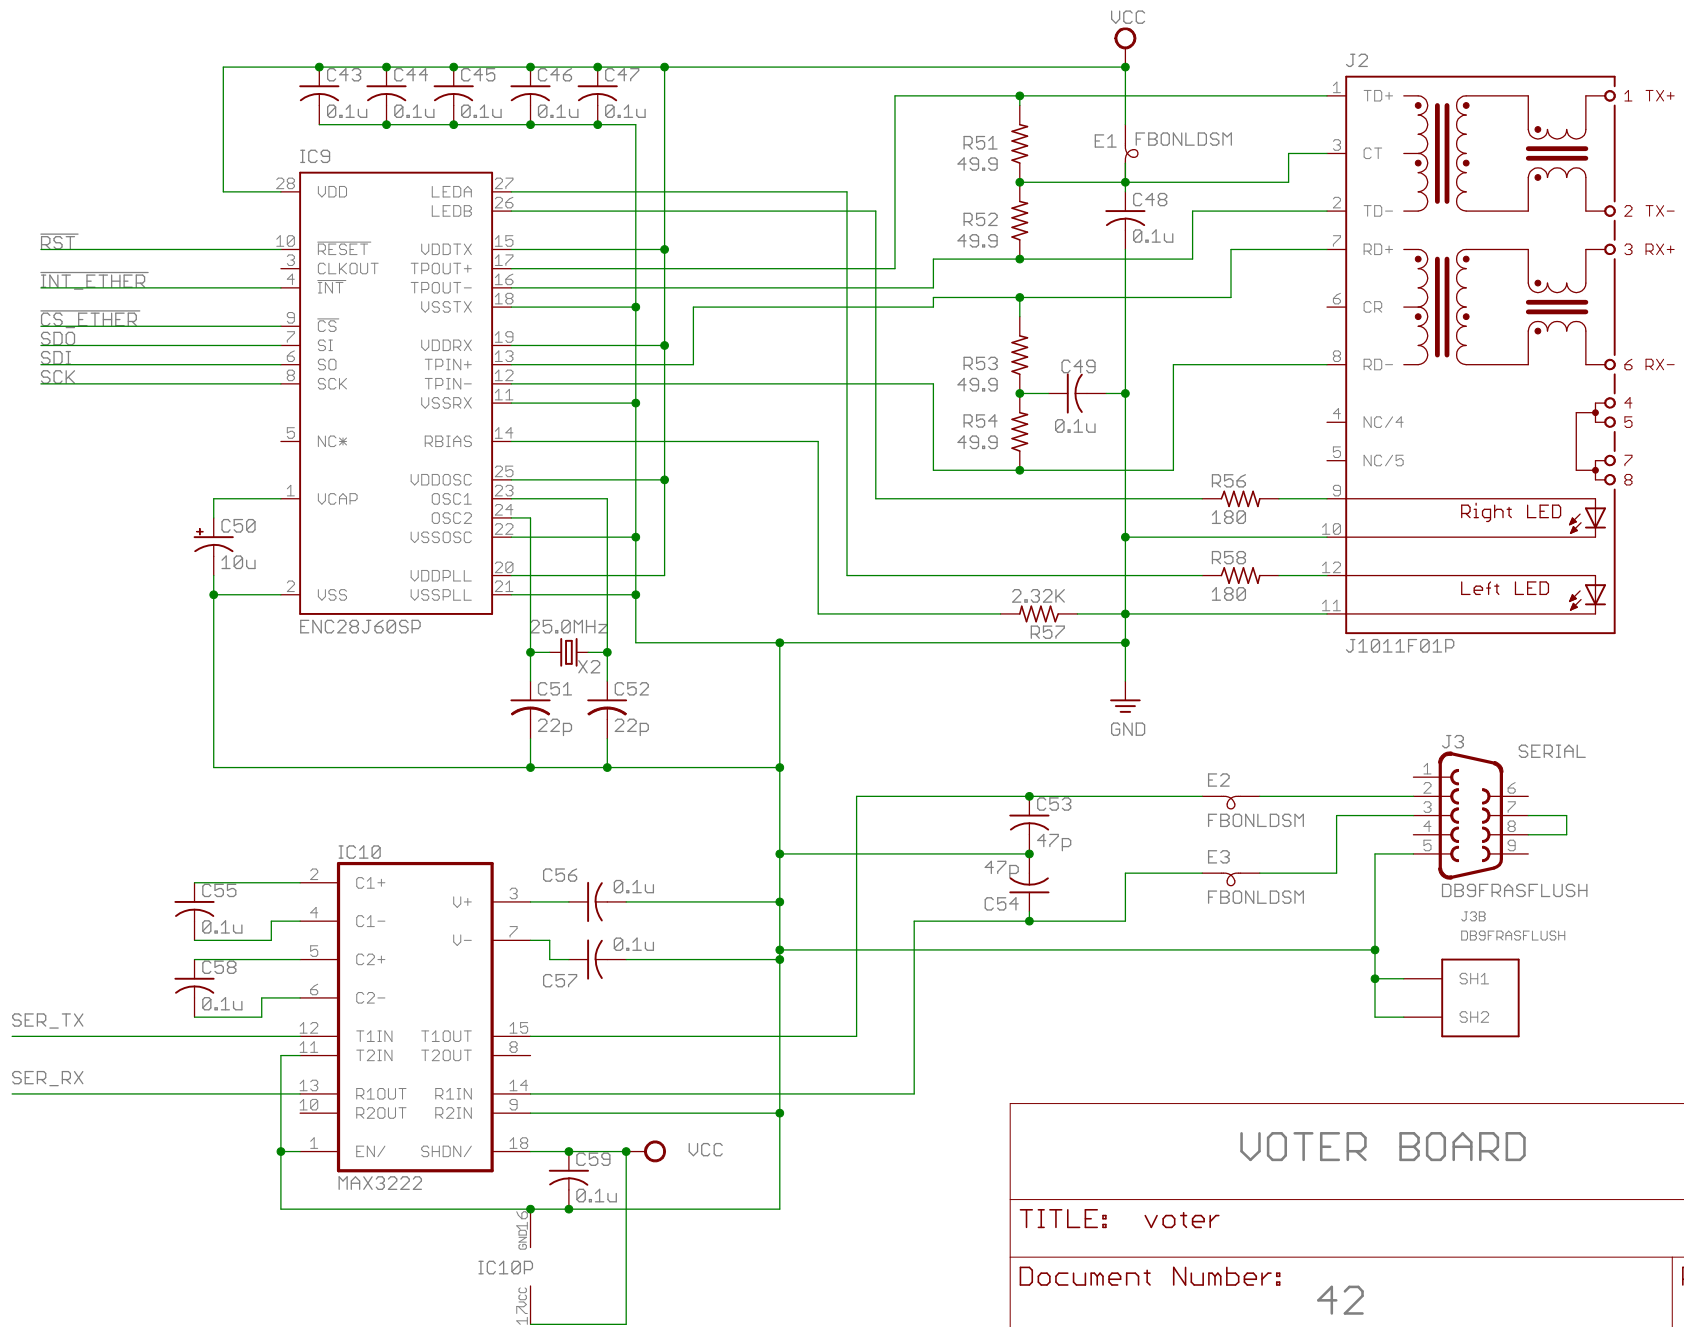 VCC
C43
C44
C45
C46
C47
0.1u
0.1u
0.1u
0.1u
0.1u
IC9
28 VDD
10 RESET
3 CLKOUT
4 INT
9 CS
7 SI
6 SO
8 SCK
5 NC*
1 VCAP
2 VSS
LEDA 27
LEDB 26
VDDTX 15
TPOUT+ 17
TPOUT- 16
VSSTX 18
VDDRX 19
TPIN+ 13
TPIN- 12
VSSRX 11
RBIAS 14
VDDOSC 25
OSC1 23
OSC2 24
VSSOSC 22
VDDPLL 20
VSSPLL 21
ENC28J60SP
RST
INT_ETHER
CS_ETHER
SDO
SDI
SCK
C50
10u
25.0MHz
X2
C51
22p
C52
22p
R51
49.9
R52
49.9
E1 FBONLDSM
C48
0.1u
R53
49.9
R54
49.9
C49
0.1u
R56
180
R58
180
2.32K
R57
GND
J2
1 TD+
3 CT
2 TD-
7 RD+
6 CR
8 RD-
4 NC/4
5 NC/5
9
10
12
11
Right LED
Left LED
1 TX+
2 TX-
3 RX+
6 RX-
4
5
7
8
J1011F01P
J3
SERIAL
1
2
3
4
5
6
7
8
9
DB9FRASFLUSH
J3B
DB9FRASFLUSH
SH1
SH2
E2
FBONLDSM
E3
FBONLDSM
C53
47p
47p
C54
IC10
2 C1+
4 C1-
5 C2+
6 C2-
12 T1IN
11 T2IN
13 R1OUT
10 R2OUT
1 EN/
V+ 3
V- 7
T1OUT 15
T2OUT 8
R1IN 14
R2IN 9
SHDN/ 18
MAX3222
C55
0.1u
C58
0.1u
C56
0.1u
C57
0.1u
SER_TX
SER_RX
VCC
C59
0.1u
GND16
IC10P
17VCC
VOTER BOARD
TITLE: voter
Document Number:
42